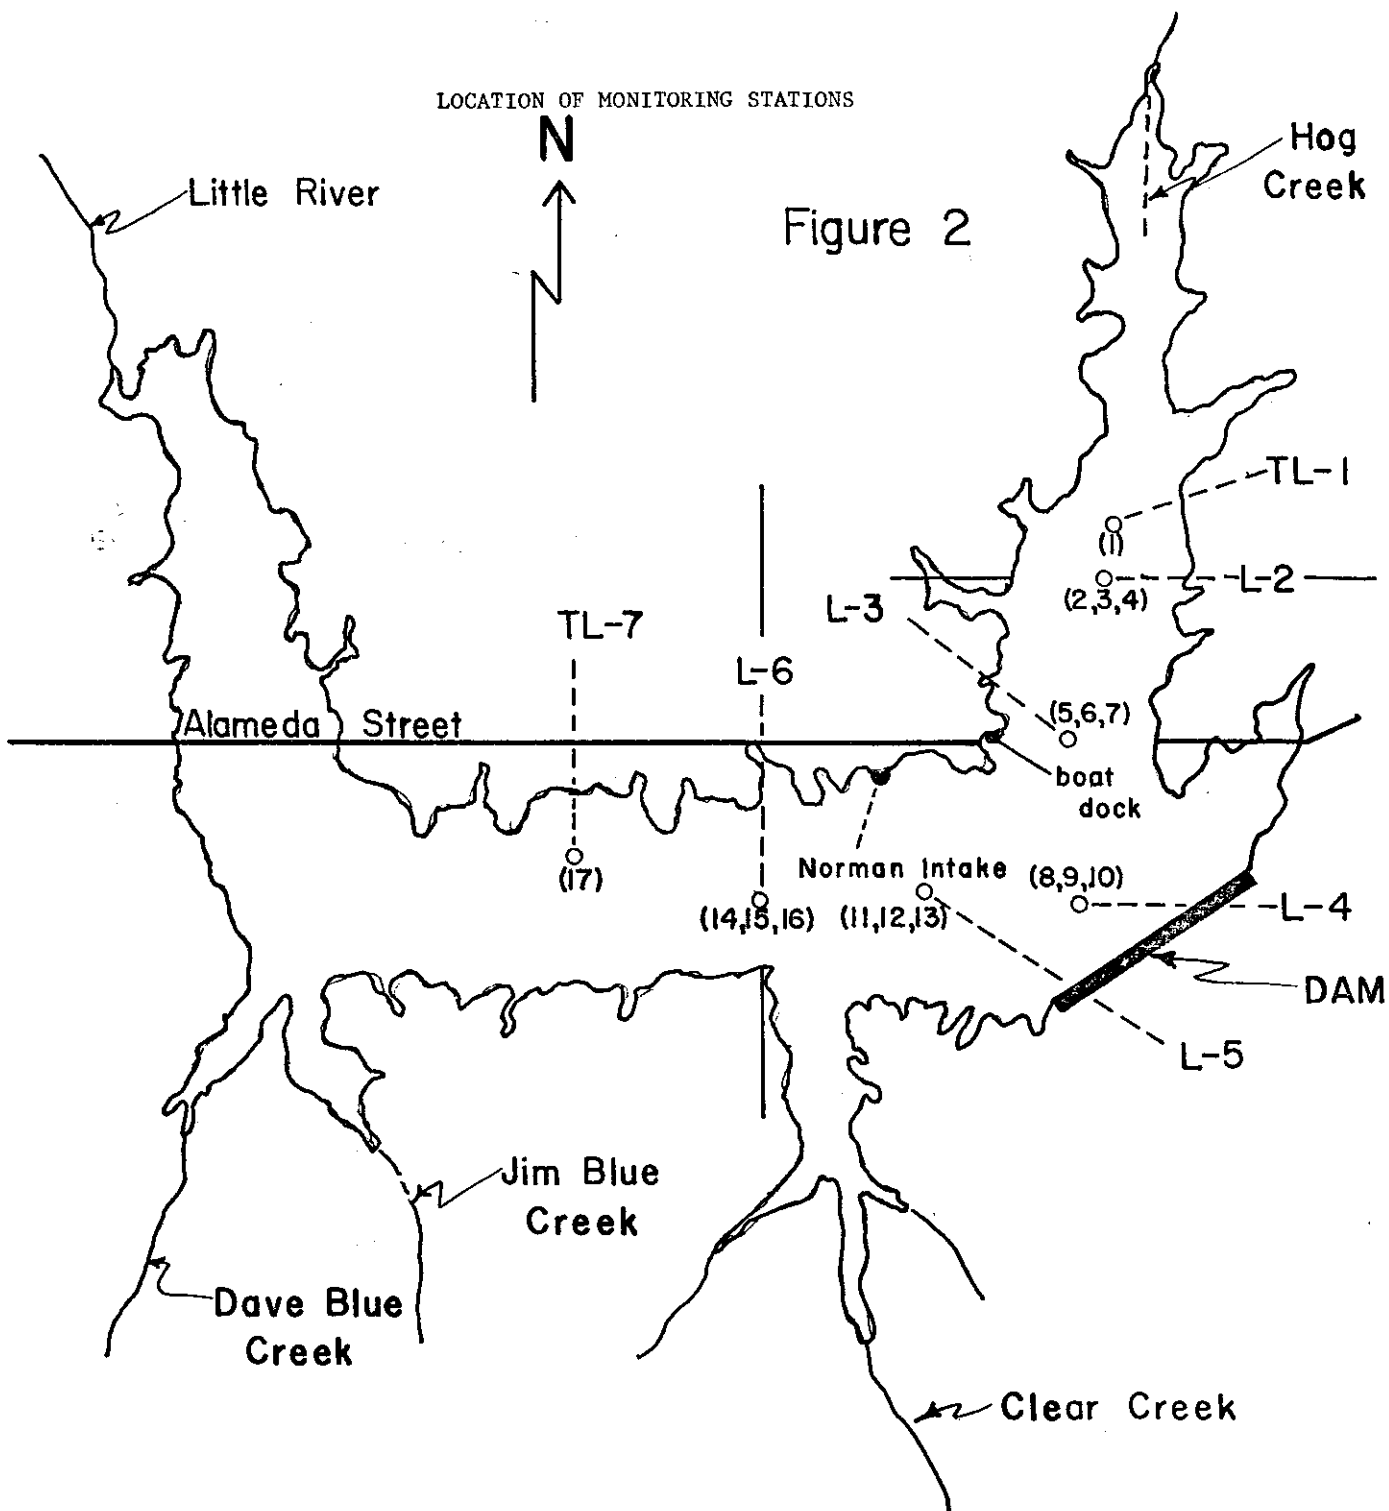 LOCATION OF MONITORING STATIONS
N
Little River
Figure 2
Hog
Creek
TL-1
(1)
L-2
(2,3,4)
L-3
TL-7
L-6
(5,6,7)
Alameda Street
boat
dock
Norman Intake
(8,9,10)
(17)
(14,15,16)
(11,12,13)
L-4
DAM
L-5
Jim Blue
Creek
Dave Blue
Creek
Clear Creek